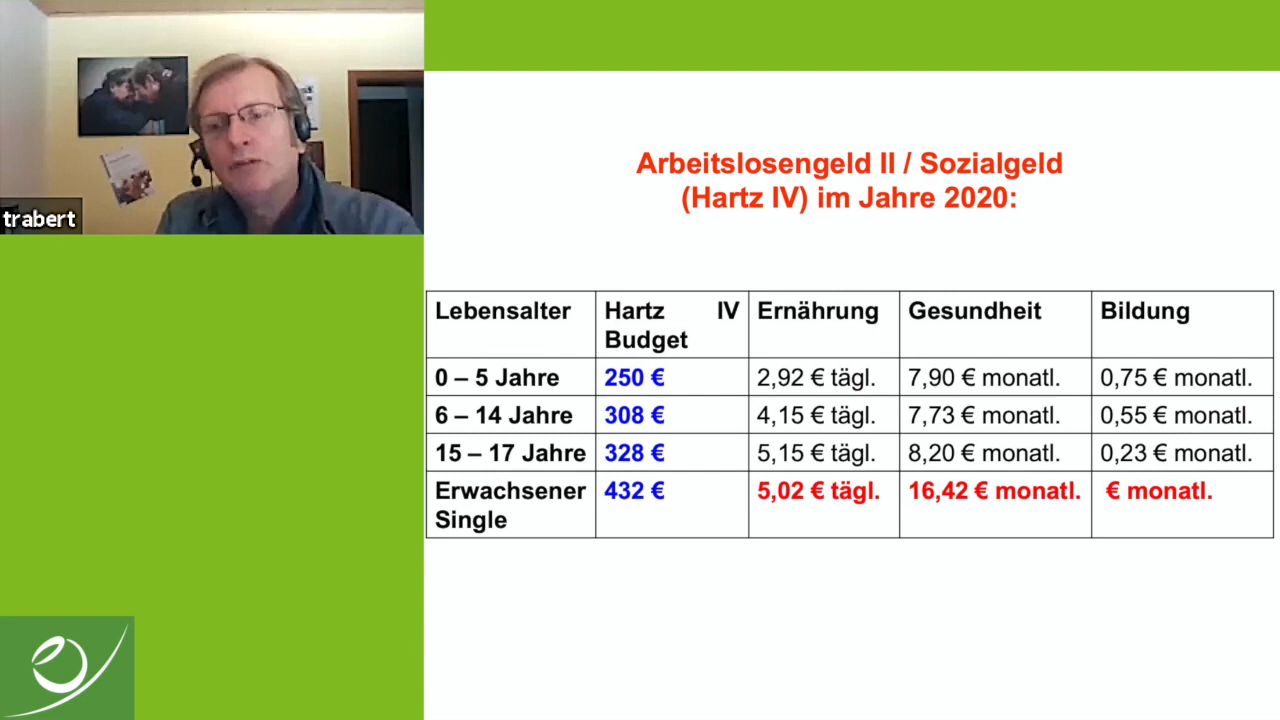 trabert
Arbeitslosengeld II / Sozialgeld
(Hartz IV) im Jahre 2020:
Lebensalter Hartz IV Budget Ernährung Gesundheit Bildung
0 – 5 Jahre 250 € 2,92 € tägl. 7,90 € monatl. 0,75 € monatl.
6 – 14 Jahre 308 € 4,15 € tägl. 7,73 € monatl. 0,55 € monatl.
15 – 17 Jahre 328 € 5,15 € tägl. 8,20 € monatl. 0,23 € monatl.
Erwachsener Single 432 € 5,02 € tägl. 16,42 € monatl. € monatl.